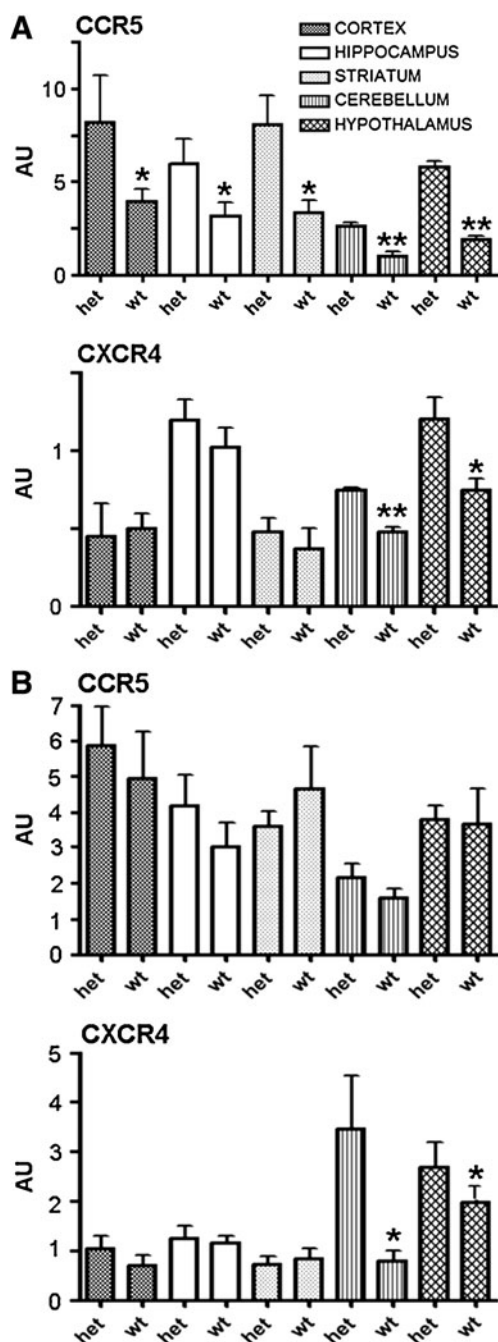 A
CCR5
CORTEX
HIPPOCAMPUS
STRIATUM
CEREBELLUM
HYPOTHALAMUS
AU
10
5
0
* * * ** **
het wt het wt het wt het wt het wt
CXCR4
AU
1
0
** *
het wt het wt het wt het wt het wt
B
CCR5
AU
7
6
5
4
3
2
1
0
het wt het wt het wt het wt het wt
CXCR4
AU
5
4
3
2
1
0
* *
het wt het wt het wt het wt het wt